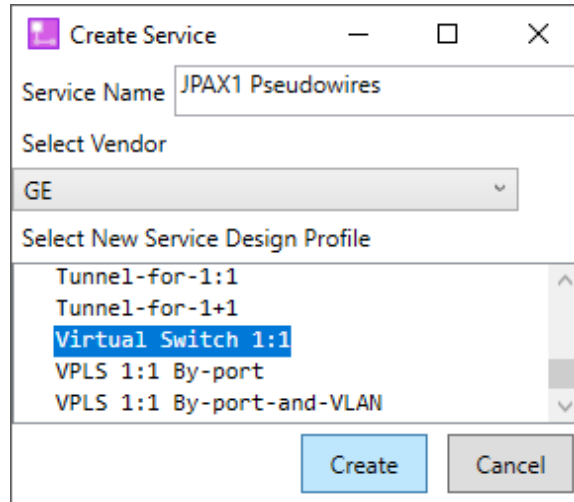 Create Service
Service Name JPAX1 Pseudowires
Select Vendor
GE
Select New Service Design Profile
Tunnel-for-1:1
Tunnel-for-1+1
Virtual Switch 1:1
VPLS 1:1 By-port
VPLS 1:1 By-port-and-VLAN
Create Cancel